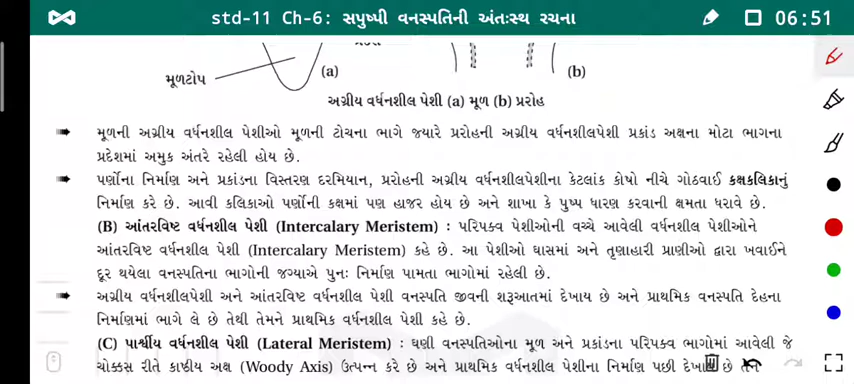 std-11 Ch-6: સપુષ્પી વનસ્પતિની અંતઃસ્થ રચના
06:51
મૂળટોપ
(a)
(b)
અગ્રીય વર્ધનશીલ પેશી (a) મૂળ (b) પ્રરોહ
➠ મૂળની અગ્રીય વર્ધનશીલ પેશીઓ મૂળની ટોચના ભાગે જ્યારે પ્રરોહની અગ્રીય વર્ધનશીલપેશી પ્રકાંડ અક્ષના મોટા ભાગના
પ્રદેશમાં અમુક અંતરે રહેલી હોય છે.
➠ પર્ણોના નિર્માણ અને પ્રકાંડના વિસ્તરણ દરમિયાન, પ્રરોહની અગ્રીય વર્ધનશીલપેશીના કેટલાંક કોષો નીચે ગોઠવાઈ કક્ષકલિકાનું
નિર્માણ કરે છે. આવી કલિકાઓ પર્ણોની કક્ષમાં પણ હાજર હોય છે અને શાખા કે પુષ્પ ધારણ કરવાની ક્ષમતા ધરાવે છે.
(B) આંતરવિષ્ટ વર્ધનશીલ પેશી (Intercalary Meristem) : પરિપક્વ પેશીઓની વચ્ચે આવેલી વર્ધનશીલ પેશીઓને
આંતરવિષ્ટ વર્ધનશીલ પેશી (Intercalary Meristem) કહે છે. આ પેશીઓ ઘાસમાં અને તૃણાહારી પ્રાણીઓ દ્વારા ખવાઈને
દૂર થયેલા વનસ્પતિના ભાગોની જગ્યાએ પુનઃ નિર્માણ પામતા ભાગોમાં રહેલી છે.
➠ અગ્રીય વર્ધનશીલપેશી અને આંતરવિષ્ટ વર્ધનશીલ પેશી વનસ્પતિ જીવની શરૂઆતમાં દેખાય છે અને પ્રાથમિક વનસ્પતિ દેહના
નિર્માણમાં ભાગે લે છે તેથી તેમને પ્રાથમિક વર્ધનશીલ પેશી કહે છે.
(C) પાર્શ્વીય વર્ધનશીલ પેશી (Lateral Meristem) : ઘણી વનસ્પતિઓના મૂળ અને પ્રકાંડના પરિપક્વ ભાગોમાં આવેલી જે
ચોક્કસ રીતે કાષ્ઠીય અક્ષ (Woody Axis) ઉત્પન્ન કરે છે અને પ્રાથમિક વર્ધનશીલ પેશીના નિર્માણ પછી છે